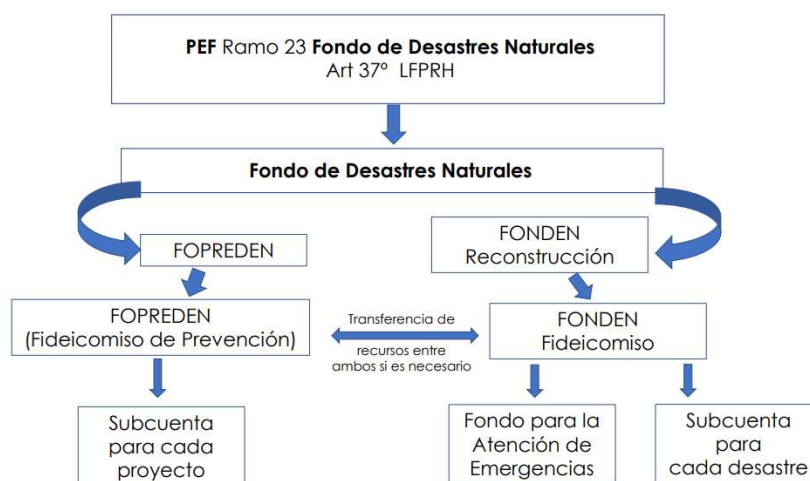 PEF Ramo 23 Fondo de Desastres Naturales
Art 37º LFPRH
Fondo de Desastres Naturales
FOPREDEN
FONDEN
Reconstrucción
FOPREDEN
(Fideicomiso de Prevención)
Transferencia de
recursos entre
ambos si es necesario
FONDEN
Fideicomiso
Subcuenta
para cada
proyecto
Fondo para la
Atención de
Emergencias
Subcuenta
para
cada desastre